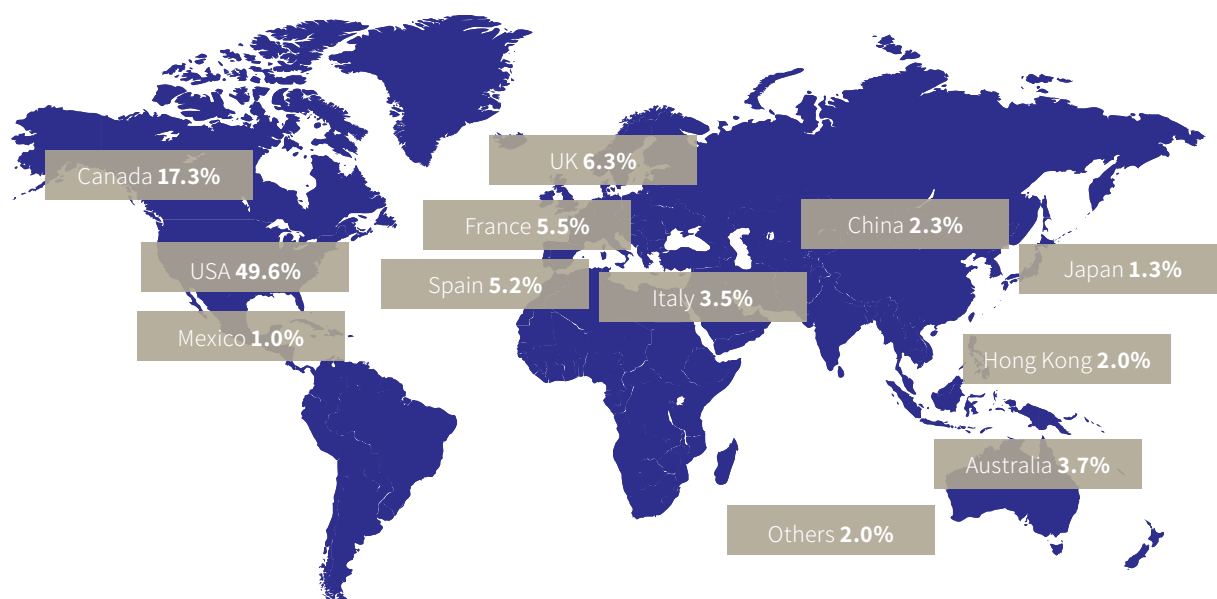 UK 6.3%
Canada 17.3%
France 5.5%
China 2.3%
USA 49.6%
Japan 1.3%
Spain 5.2%
Italy 3.5%
Mexico 1.0%
Hong Kong 2.0%
Australia 3.7%
Others 2.0%